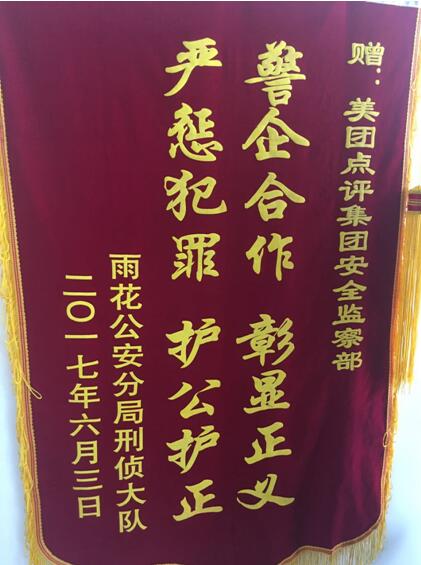 赠：美团点评集团安全监察部
警企合作 彰显正义
严惩犯罪 护公护正
雨花公安分局刑侦大队
二〇一七年六月三日